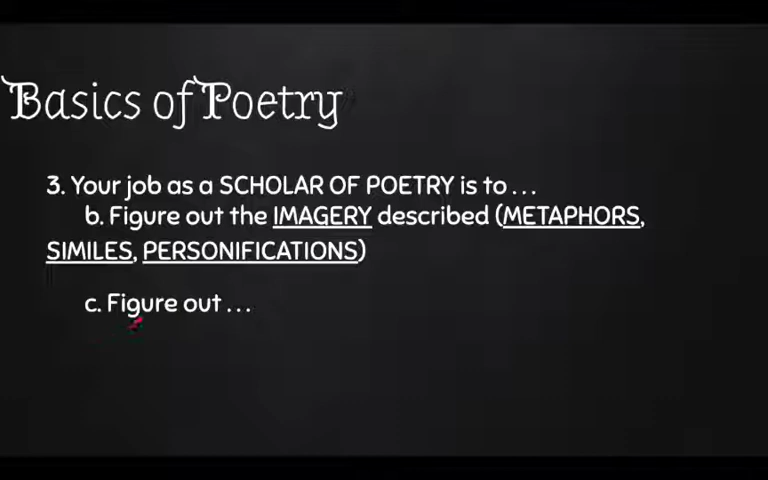 Basics of Poetry
3. Your job as a SCHOLAR OF POETRY is to . . .
b. Figure out the IMAGERY described (METAPHORS,
SIMILES, PERSONIFICATIONS)
c. Figure out . . .